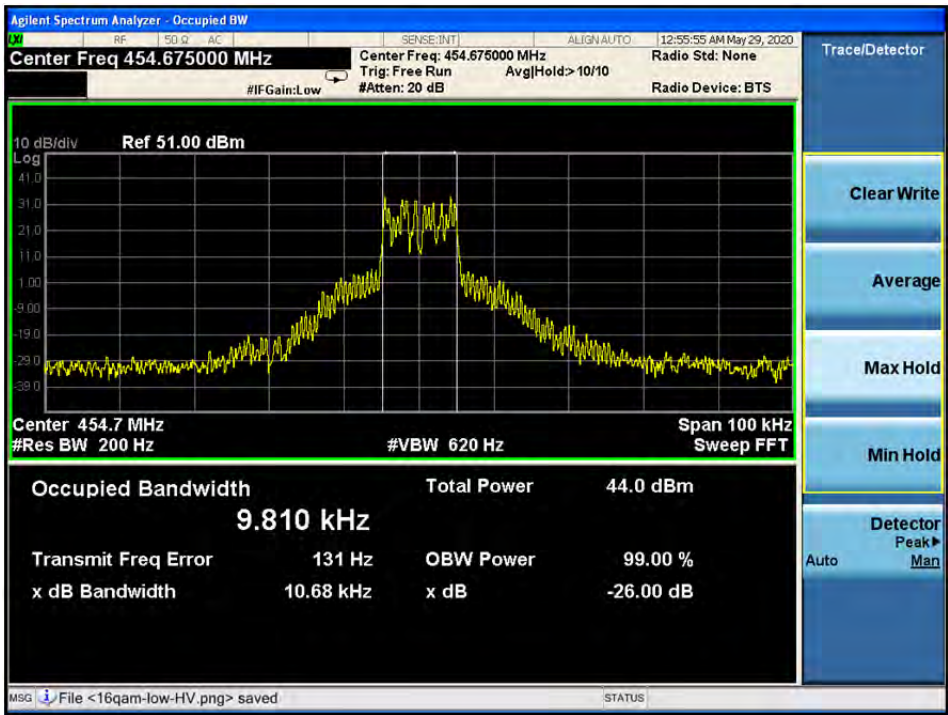 Agilent Spectrum Analyzer - Occupied BW
LXI RF 50 Ω AC SENSE:INT ALIGN AUTO 12:55:55 AM May 29, 2020
Center Freq 454.675000 MHz
Center Freq: 454.675000 MHz Radio Std: None
Trig: Free Run Avg|Hold:>10/10
#IFGain:Low #Atten: 20 dB Radio Device: BTS
Trace/Detector
10 dB/div Ref 51.00 dBm
Log
41.0
31.0
21.0
11.0
1.00
-9.00
-19.0
-29.0
-39.0
Center 454.7 MHz Span 100 kHz
#Res BW 200 Hz #VBW 620 Hz Sweep FFT
Occupied Bandwidth Total Power 44.0 dBm
9.810 kHz
Transmit Freq Error 131 Hz OBW Power 99.00 %
x dB Bandwidth 10.68 kHz x dB -26.00 dB
Clear Write
Average
Max Hold
Min Hold
Detector
Peak▶
Auto Man
MSG File <16qam-low-HV.png> saved STATUS